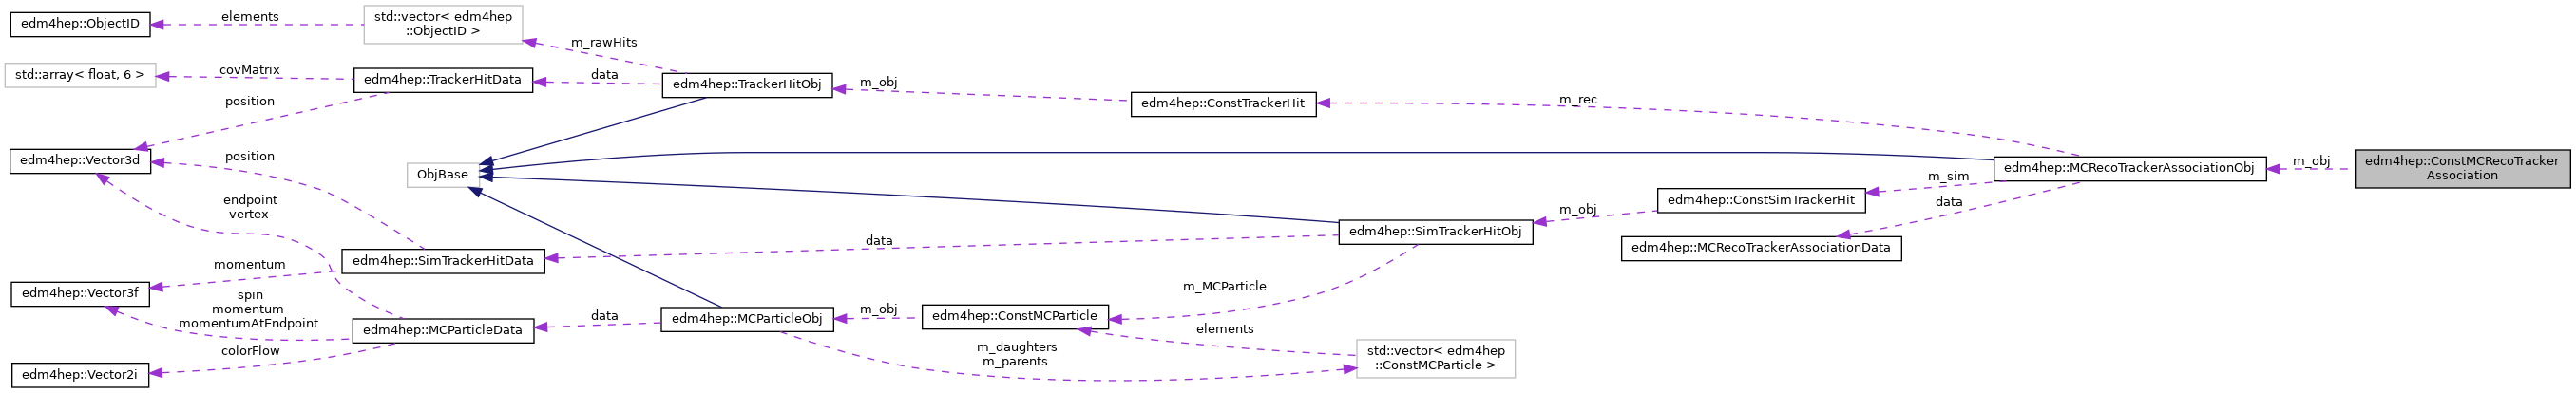 edm4hep::ObjectID
elements
std::vector< edm4hep
::ObjectID >
m_rawHits
std::array< float, 6 >
covMatrix
edm4hep::TrackerHitData
data
edm4hep::TrackerHitObj
m_obj
edm4hep::ConstTrackerHit
m_rec
position
edm4hep::Vector3d
position
ObjBase
edm4hep::MCRecoTrackerAssociationObj
m_obj
edm4hep::ConstMCRecoTracker
Association
m_sim
endpoint
vertex
edm4hep::ConstSimTrackerHit
data
m_obj
edm4hep::SimTrackerHitObj
edm4hep::MCRecoTrackerAssociationData
data
edm4hep::SimTrackerHitData
momentum
edm4hep::Vector3f
spin
momentum
momentumAtEndpoint
m_MCParticle
edm4hep::MCParticleData
data
edm4hep::MCParticleObj
m_obj
edm4hep::ConstMCParticle
elements
colorFlow
edm4hep::Vector2i
m_daughters
m_parents
std::vector< edm4hep
::ConstMCParticle >